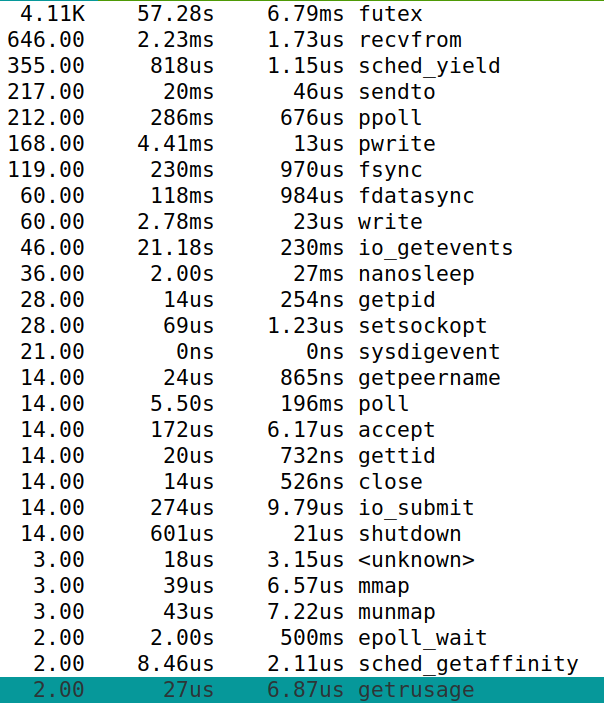 4.11K 57.28s 6.79ms futex
646.00 2.23ms 1.73us recvfrom
355.00 818us 1.15us sched_yield
217.00 20ms 46us sendto
212.00 286ms 676us ppoll
168.00 4.41ms 13us pwrite
119.00 230ms 970us fsync
60.00 118ms 984us fdatasync
60.00 2.78ms 23us write
46.00 21.18s 230ms io_getevents
36.00 2.00s 27ms nanosleep
28.00 14us 254ns getpid
28.00 69us 1.23us setsockopt
21.00 0ns 0ns sysdigevent
14.00 24us 865ns getpeername
14.00 5.50s 196ms poll
14.00 172us 6.17us accept
14.00 20us 732ns gettid
14.00 14us 526ns close
14.00 274us 9.79us io_submit
14.00 601us 21us shutdown
3.00 18us 3.15us <unknown>
3.00 39us 6.57us mmap
3.00 43us 7.22us munmap
2.00 2.00s 500ms epoll_wait
2.00 8.46us 2.11us sched_getaffinity
2.00 27us 6.87us getrusage